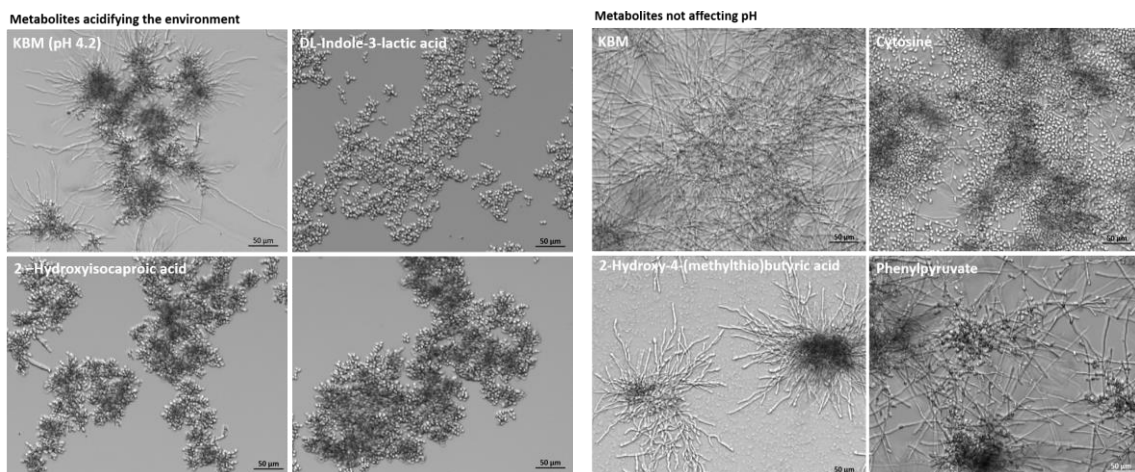 Metabolites acidifying the environment
KBM (pH 4.2)
50 µm
DL-Indole-3-lactic acid
50 µm
2--Hydroxyisocaproic acid
50 µm
50 µm
Metabolites not affecting pH
KBM
50 µm
Cytosine
50 µm
2-Hydroxy-4-(methylthio)butyric acid
50 µm
Phenylpyruvate
50 µm